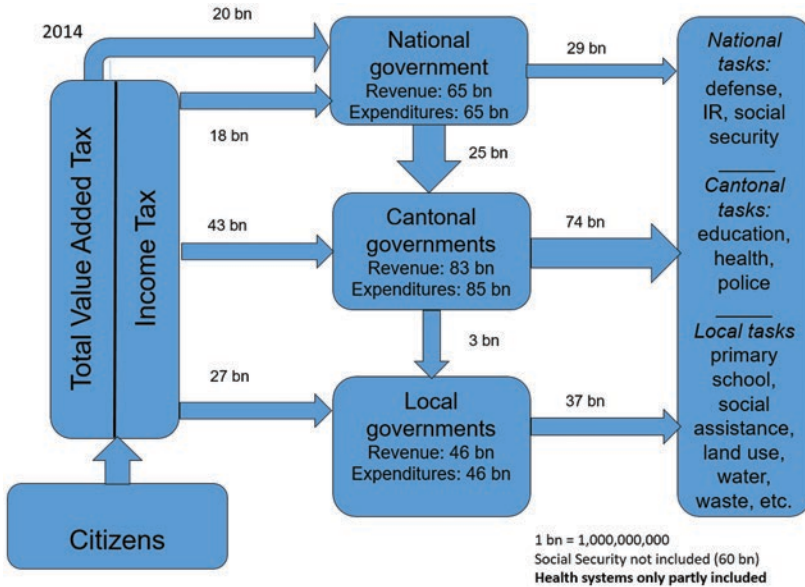 2014
20 bn
18 bn
43 bn
27 bn
Total Value Added Tax
Income Tax
Citizens
National
government
Revenue: 65 bn
Expenditures: 65 bn
25 bn
Cantonal
governments
Revenue: 83 bn
Expenditures: 85 bn
3 bn
Local
governments
Revenue: 46 bn
Expenditures: 46 bn
29 bn
74 bn
37 bn
National
tasks:
defense,
IR, social
security
Cantonal
tasks:
education,
health,
police
Local tasks
primary
school,
social
assistance,
land use,
water,
waste, etc.
1 bn = 1,000,000,000
Social Security not included (60 bn)
Health systems only partly included